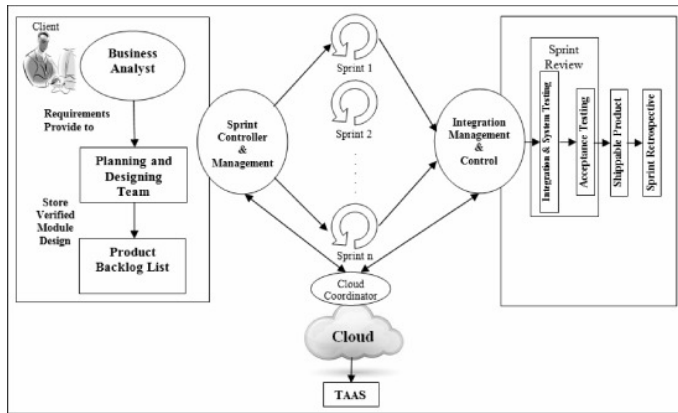 Client
Business
Analyst
Requirements
Provide to
Planning and
Designing
Team
Store
Verified
Module
Design
Product
Backlog List
Sprint
Controller
&
Management
Sprint 1
Sprint 2
Sprint n
Integration
Management
&
Control
Cloud
Coordinator
Cloud
TAAS
Sprint
Review
Integration & System Testing
Acceptance Testing
Shippable Product
Sprint Retrospective